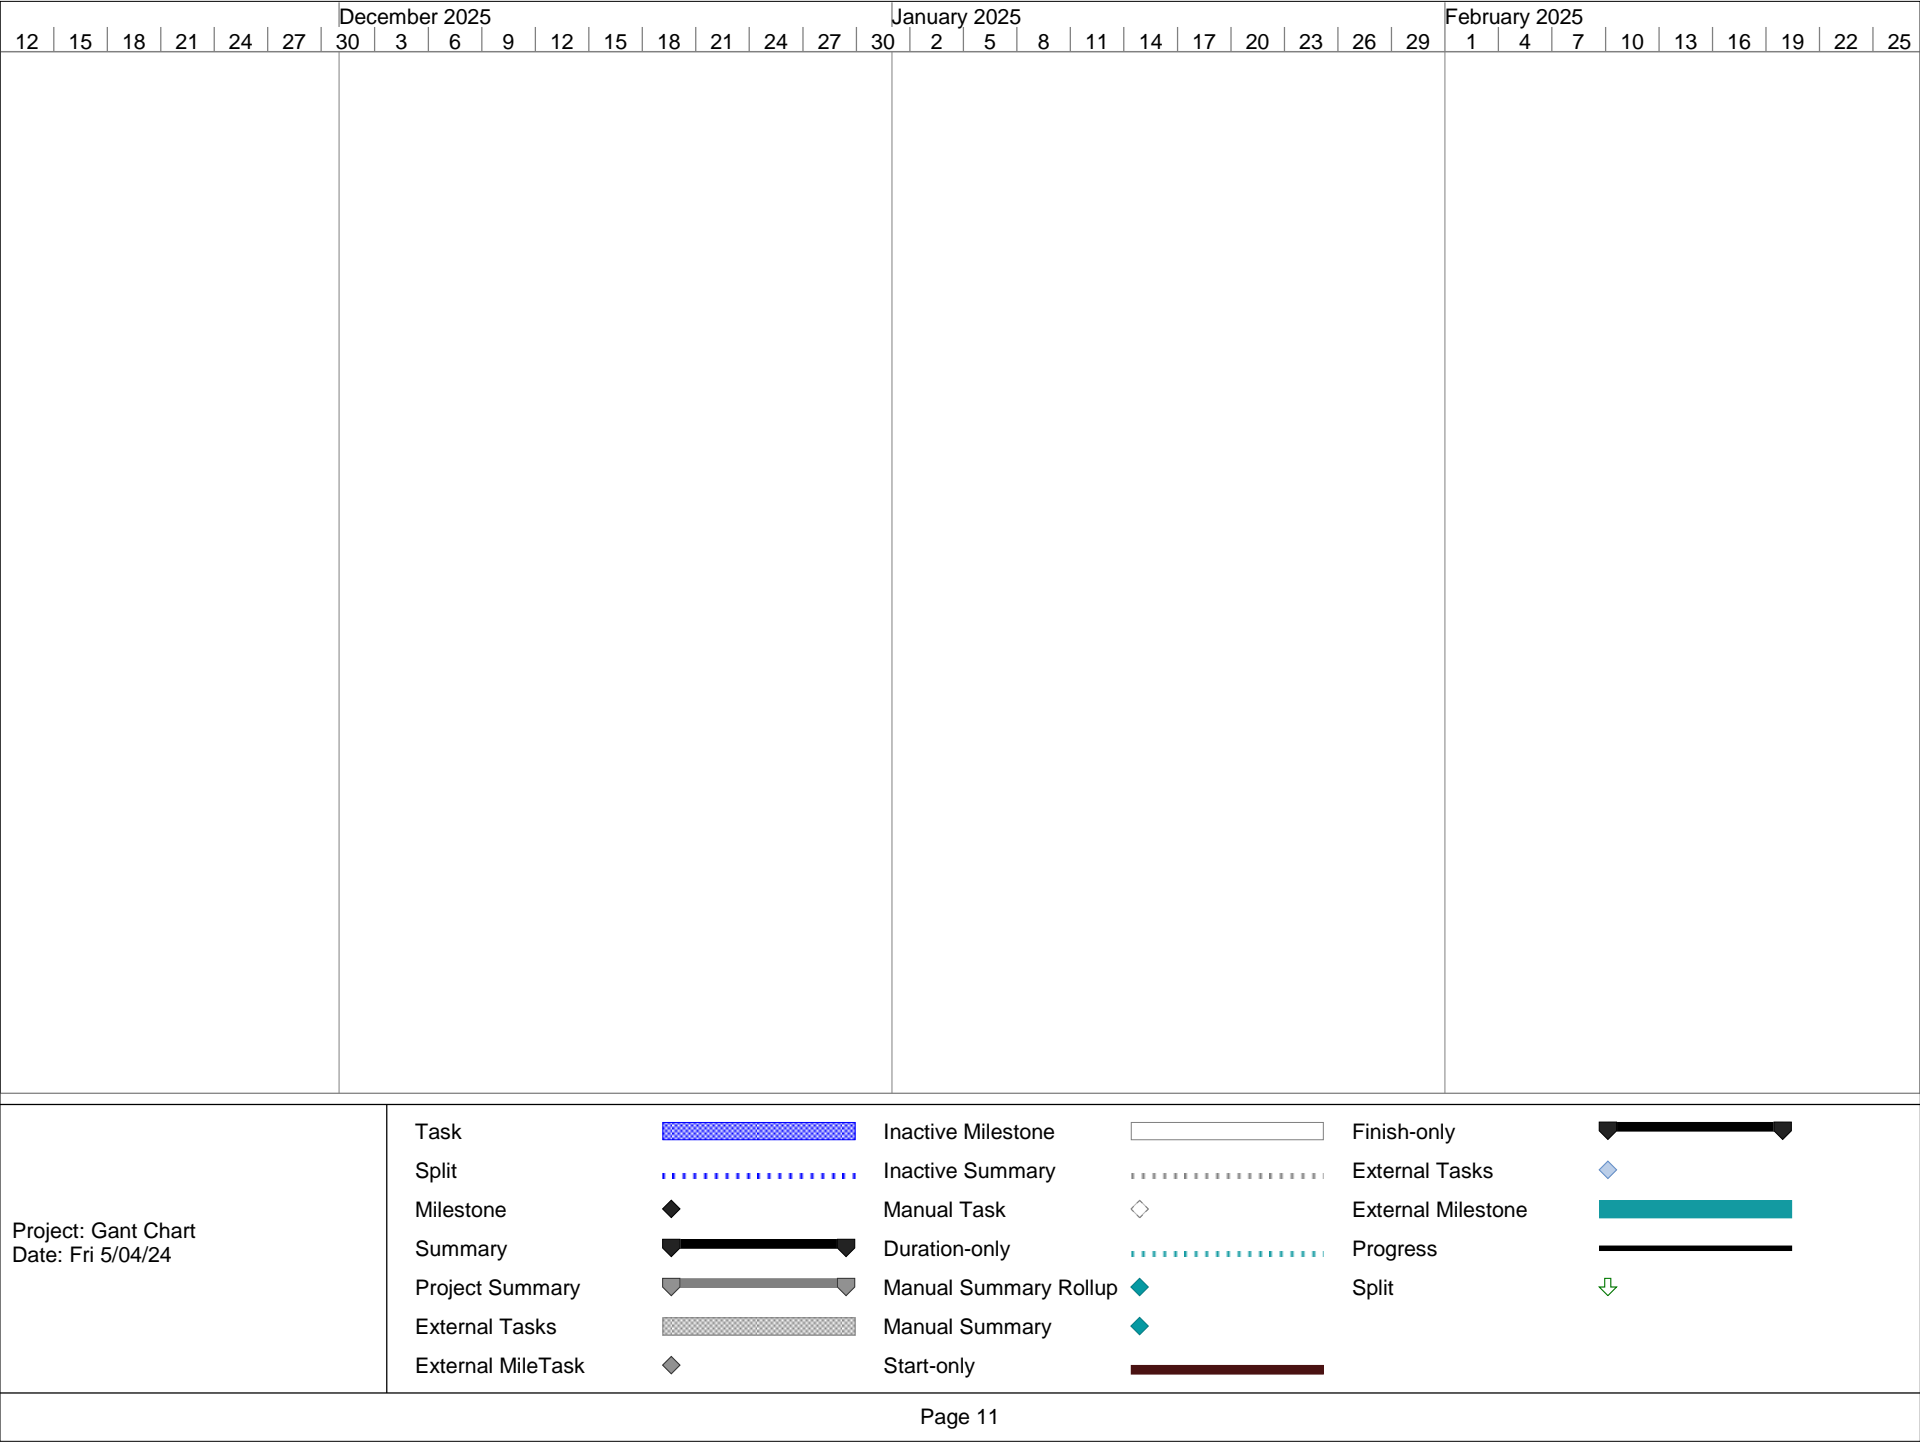 December 2025 January 2025 February 2025
12 15 18 21 24 27 30 3 6 9 12 15 18 21 24 27 30 2 5 8 11 14 17 20 23 26 29 1 4 7 10 13 16 19 22 25
Task Inactive Milestone Finish-only
Split Inactive Summary External Tasks
Milestone Manual Task External Milestone
Project: Gant Chart
Date: Fri 5/04/24
Summary Duration-only Progress
Project Summary Manual Summary Rollup Split
External Tasks Manual Summary
External MileTask Start-only
Page 11